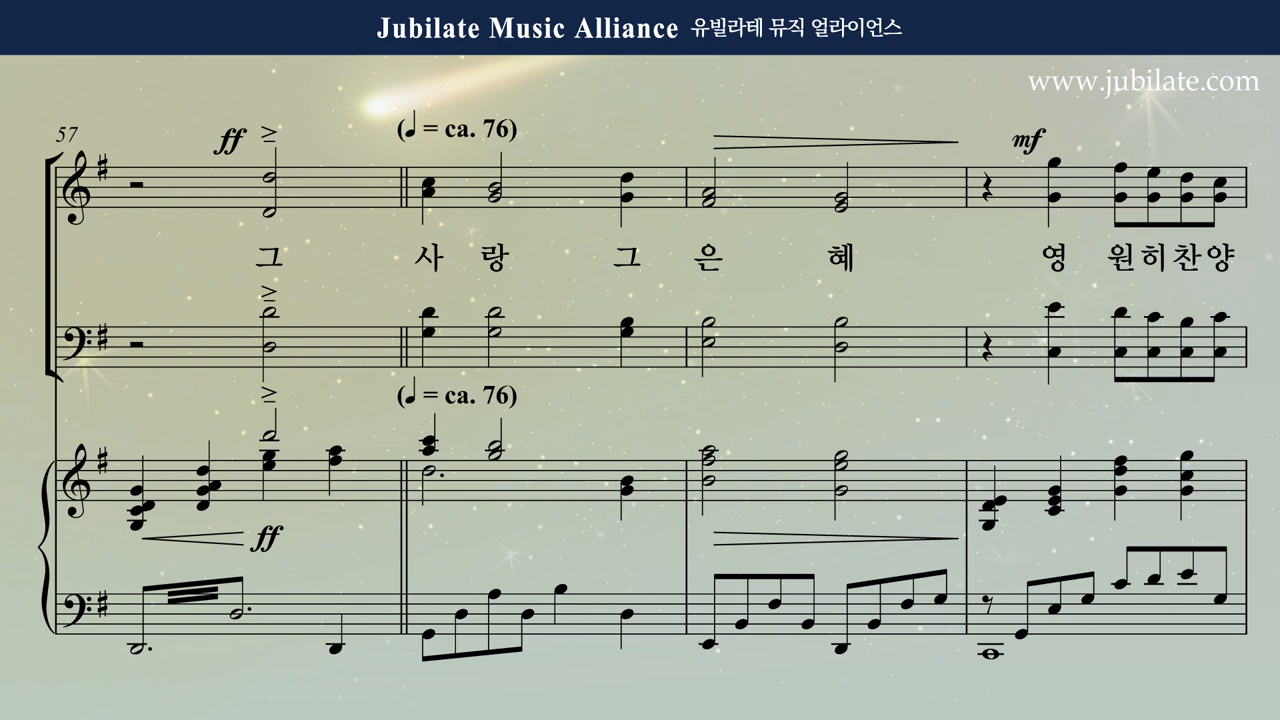 Jubilate Music Alliance 유빌라테 뮤직 얼라이언스
www.jubilate.com
57 ff (♩ = ca. 76) mf
그 사 랑 그 은 혜 영 원 히 찬 양
(♩ = ca. 76)
ff